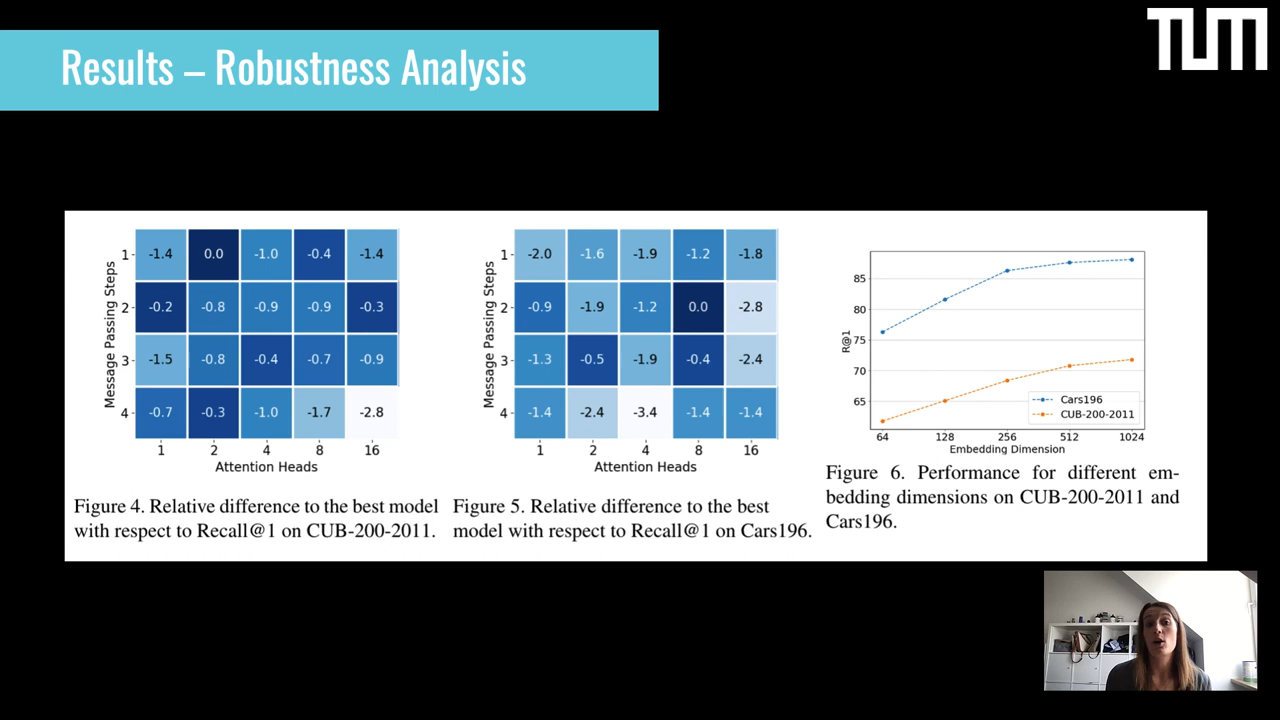 TUM
Results – Robustness Analysis
Message Passing Steps
1 -1.4 0.0 -1.0 -0.4 -1.4
2 -0.2 -0.8 -0.9 -0.9 -0.3
3 -1.5 -0.8 -0.4 -0.7 -0.9
4 -0.7 -0.3 -1.0 -1.7 -2.8
1 2 4 8 16
Attention Heads
Figure 4. Relative difference to the best model
with respect to Recall@1 on CUB-200-2011.
Message Passing Steps
1 -2.0 -1.6 -1.9 -1.2 -1.8
2 -0.9 -1.9 -1.2 0.0 -2.8
3 -1.3 -0.5 -1.9 -0.4 -2.4
4 -1.4 -2.4 -3.4 -1.4 -1.4
1 2 4 8 16
Attention Heads
Figure 5. Relative difference to the best
model with respect to Recall@1 on Cars196.
R@1
85
80
75
70
65
Cars196
CUB-200-2011
64 128 256 512 1024
Embedding Dimension
Figure 6. Performance for different em-
bedding dimensions on CUB-200-2011 and
Cars196.